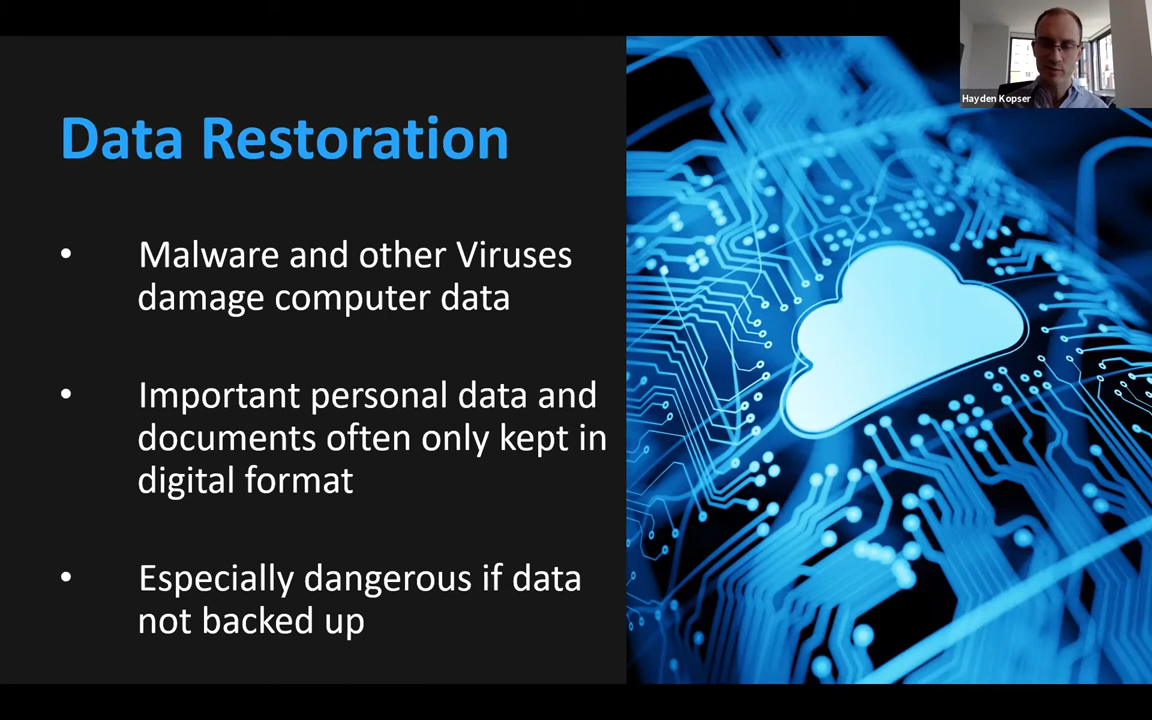 Hayden Kopser
Data Restoration
• Malware and other Viruses
damage computer data
• Important personal data and
documents often only kept in
digital format
• Especially dangerous if data
not backed up